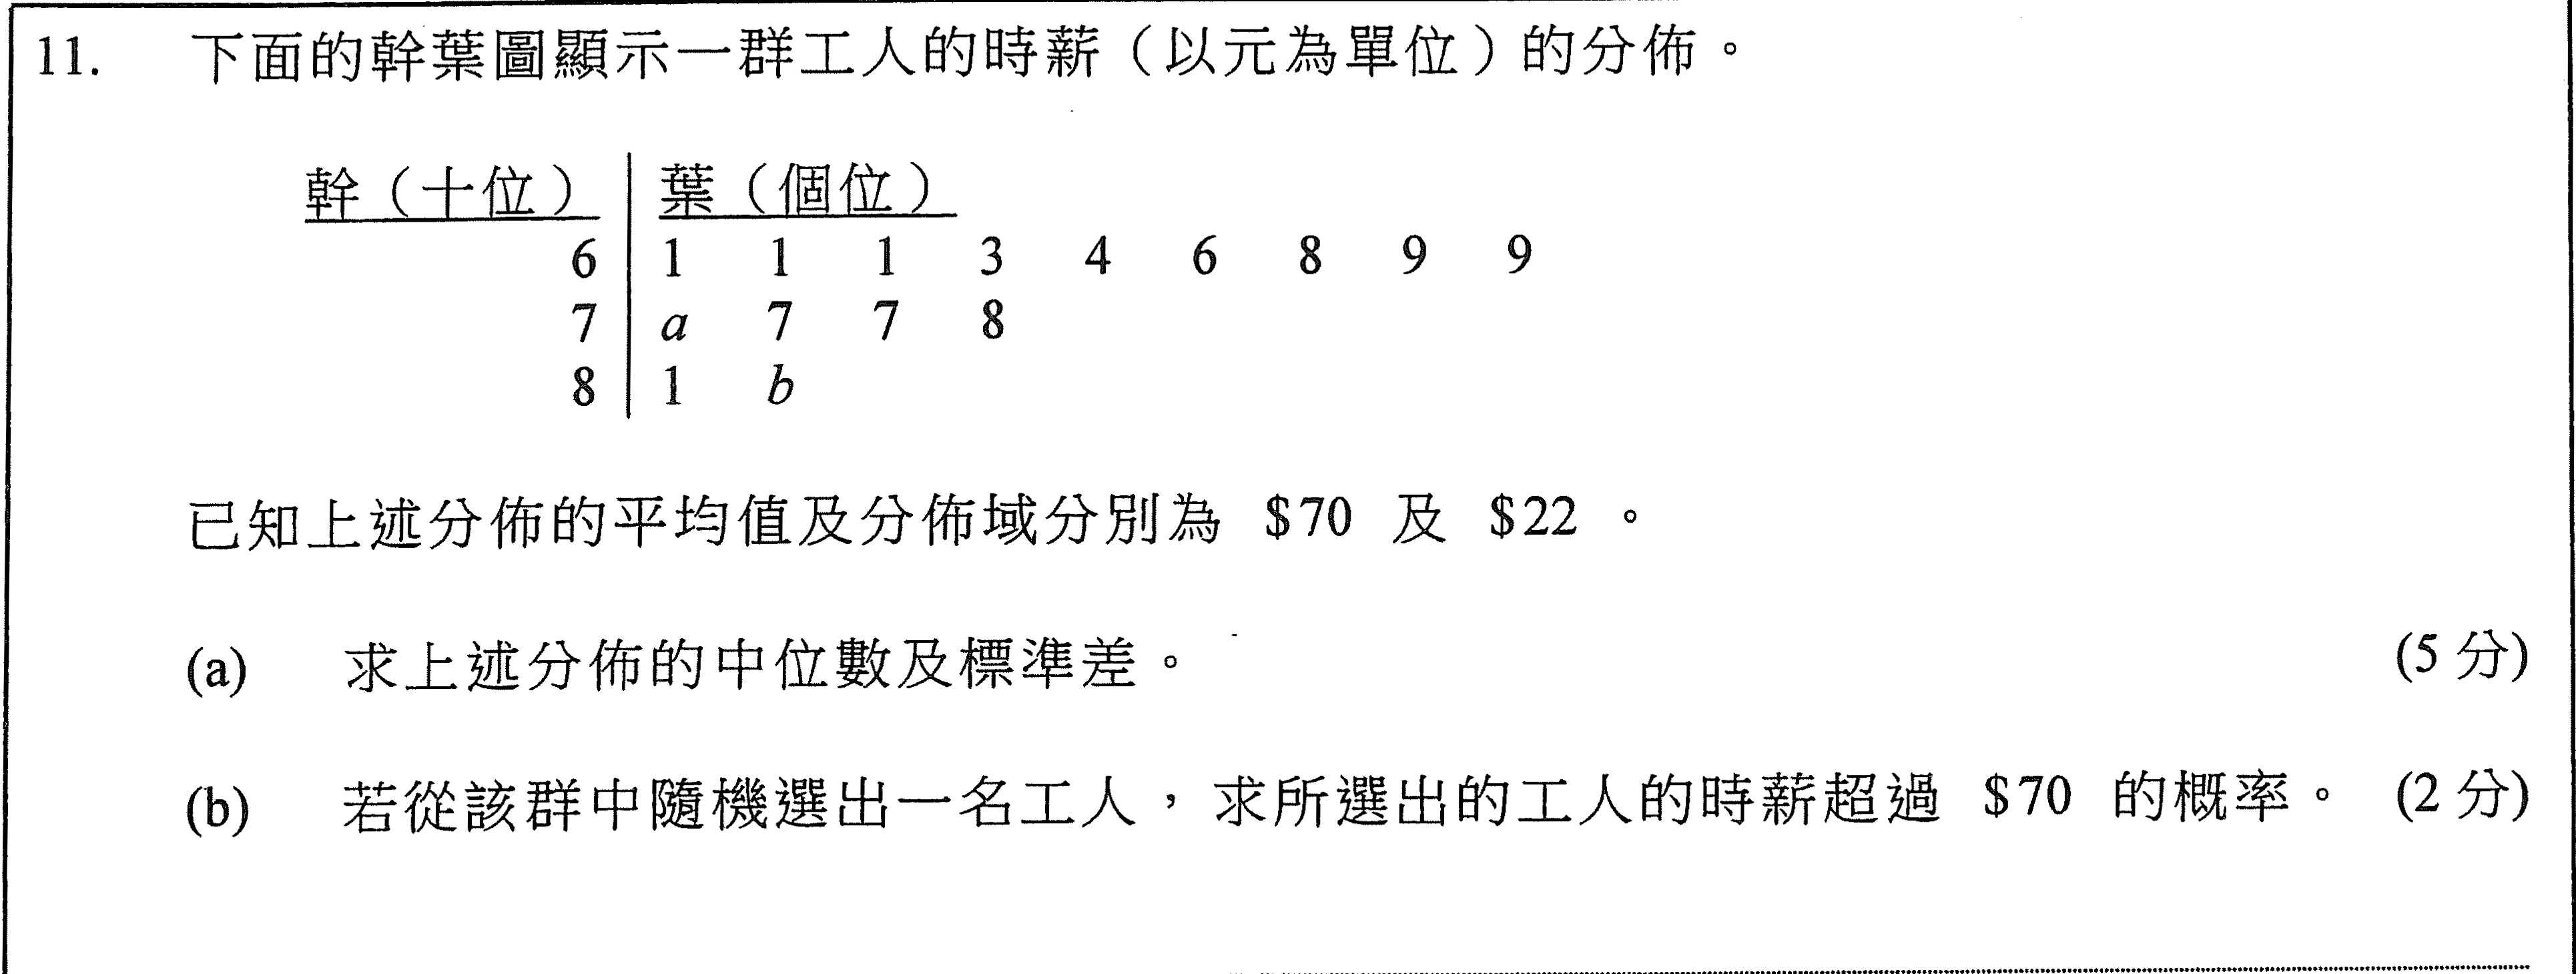 11. 下面的幹葉圖顯示一群工人的時薪（以元為單位）的分佈。
幹（十位） 葉（個位）
6 1 1 1 3 4 6 8 9 9
7 a 7 7 8
8 1 b
已知上述分佈的平均值及分佈域分別為 $70 及 $22 。
(a) 求上述分佈的中位數及標準差。 (5 分)
(b) 若從該群中隨機選出一名工人，求所選出的工人的時薪超過 $70 的概率。 (2 分)